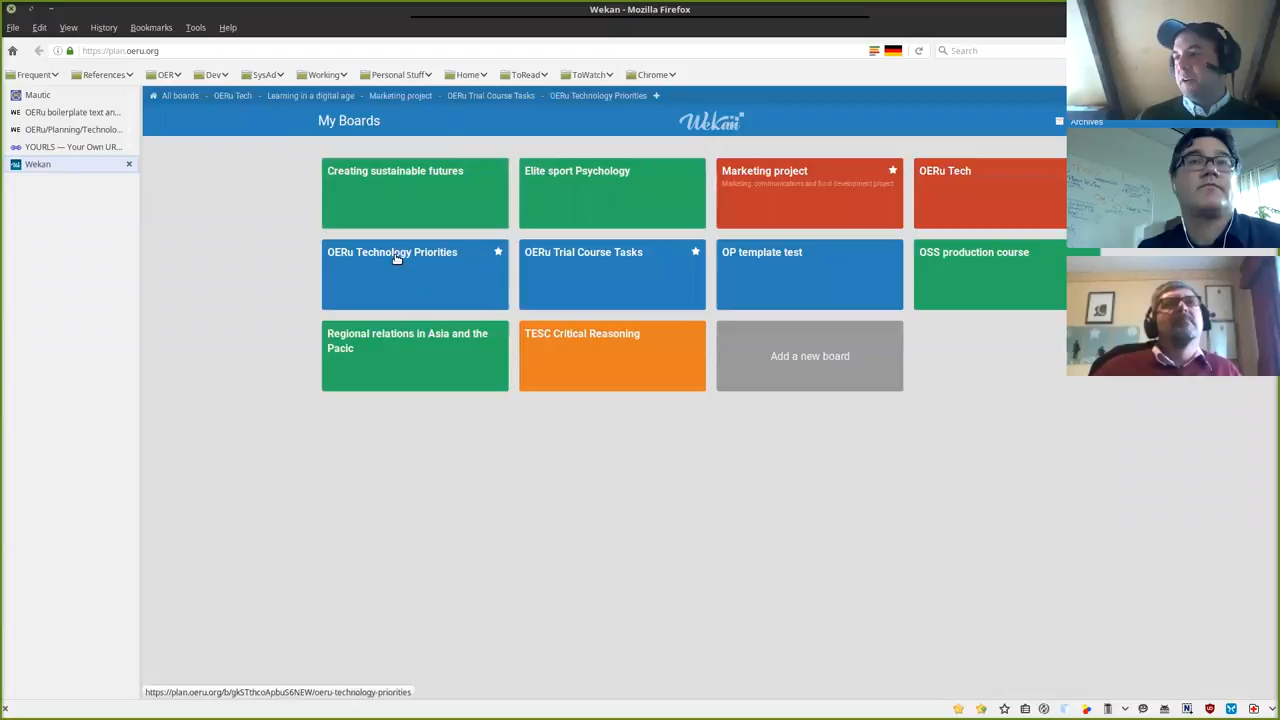 Wekan - Mozilla Firefox
File Edit View History Bookmarks Tools Help
https://plan.oeru.org
Search
Frequent References OER Dev SysAd Working Personal Stuff Home ToRead ToWatch Chrome
Mautic
OERu boilerplate text an...
OERu/Planning/Technolo...
YOURLS — Your Own UR...
Wekan
All boards - OERu Tech - Learning in a digital age - Marketing project - OERu Trial Course Tasks - OERu Technology Priorities
My Boards
Wekan
Archives
Creating sustainable futures
Elite sport Psychology
Marketing project
Marketing, communications and fund development project
OERu Tech
OERu Technology Priorities
OERu Trial Course Tasks
OP template test
OSS production course
Regional relations in Asia and the
Pacic
TESC Critical Reasoning
Add a new board
https://plan.oeru.org/b/gkSTthcoApbuS6NEW/oeru-technology-priorities